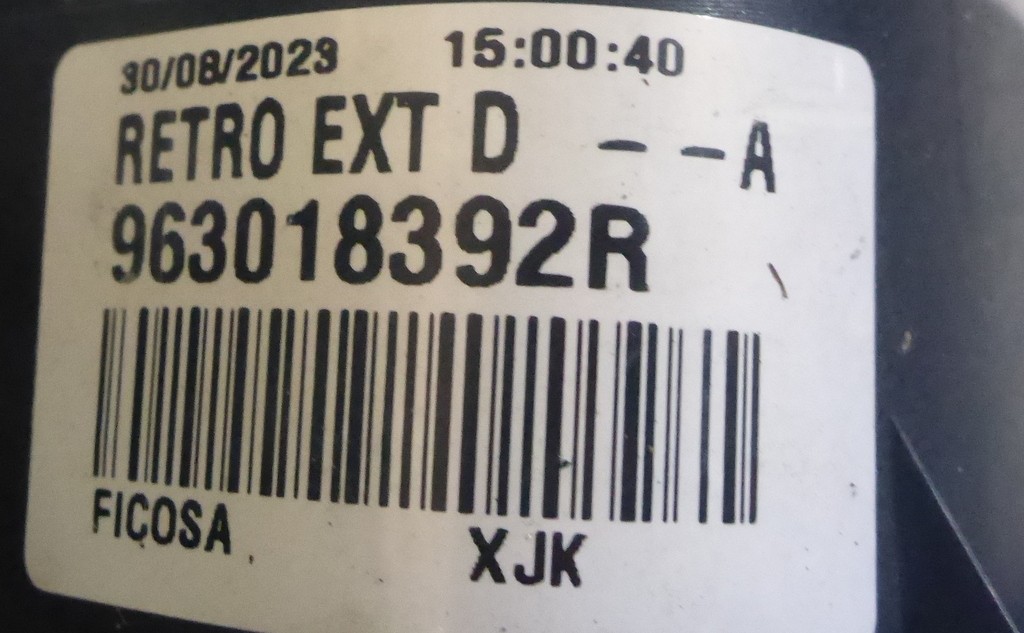 30/08/2023 15:00:40
RETRO EXT D --A
963018392R
FICOSA
XJK